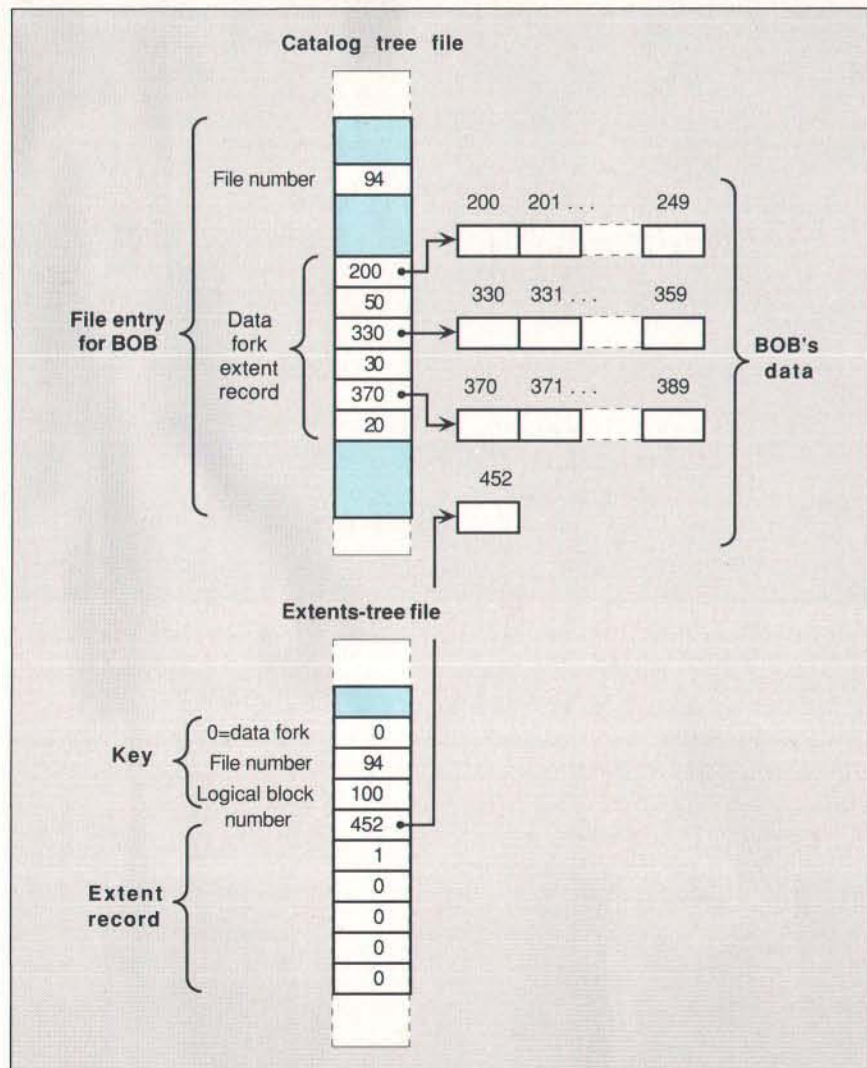 Catalog tree file
File number
94
200 201 . . . 249
200
50
330 331 . . . 359
File entry
for BOB
Data
fork
extent
record
330
30
BOB's
data
370
20
370 371 . . . 389
452
Extents-tree file
Key
0=data fork
0
File number
94
Logical block
number
100
452
1
Extent
record
0
0
0
0